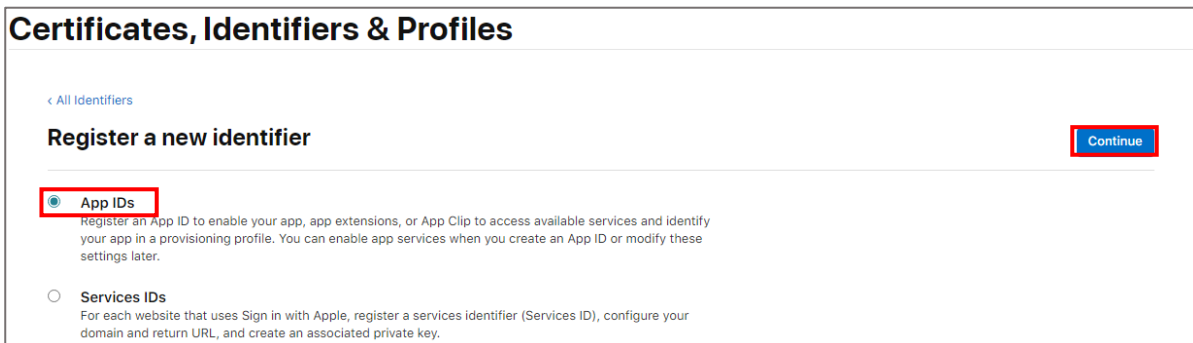 Certificates, Identifiers & Profiles
< All Identifiers
Register a new identifier
Continue
App IDs
Register an App ID to enable your app, app extensions, or App Clip to access available services and identify
your app in a provisioning profile. You can enable app services when you create an App ID or modify these
settings later.
Services IDs
For each website that uses Sign in with Apple, register a services identifier (Services ID), configure your
domain and return URL, and create an associated private key.